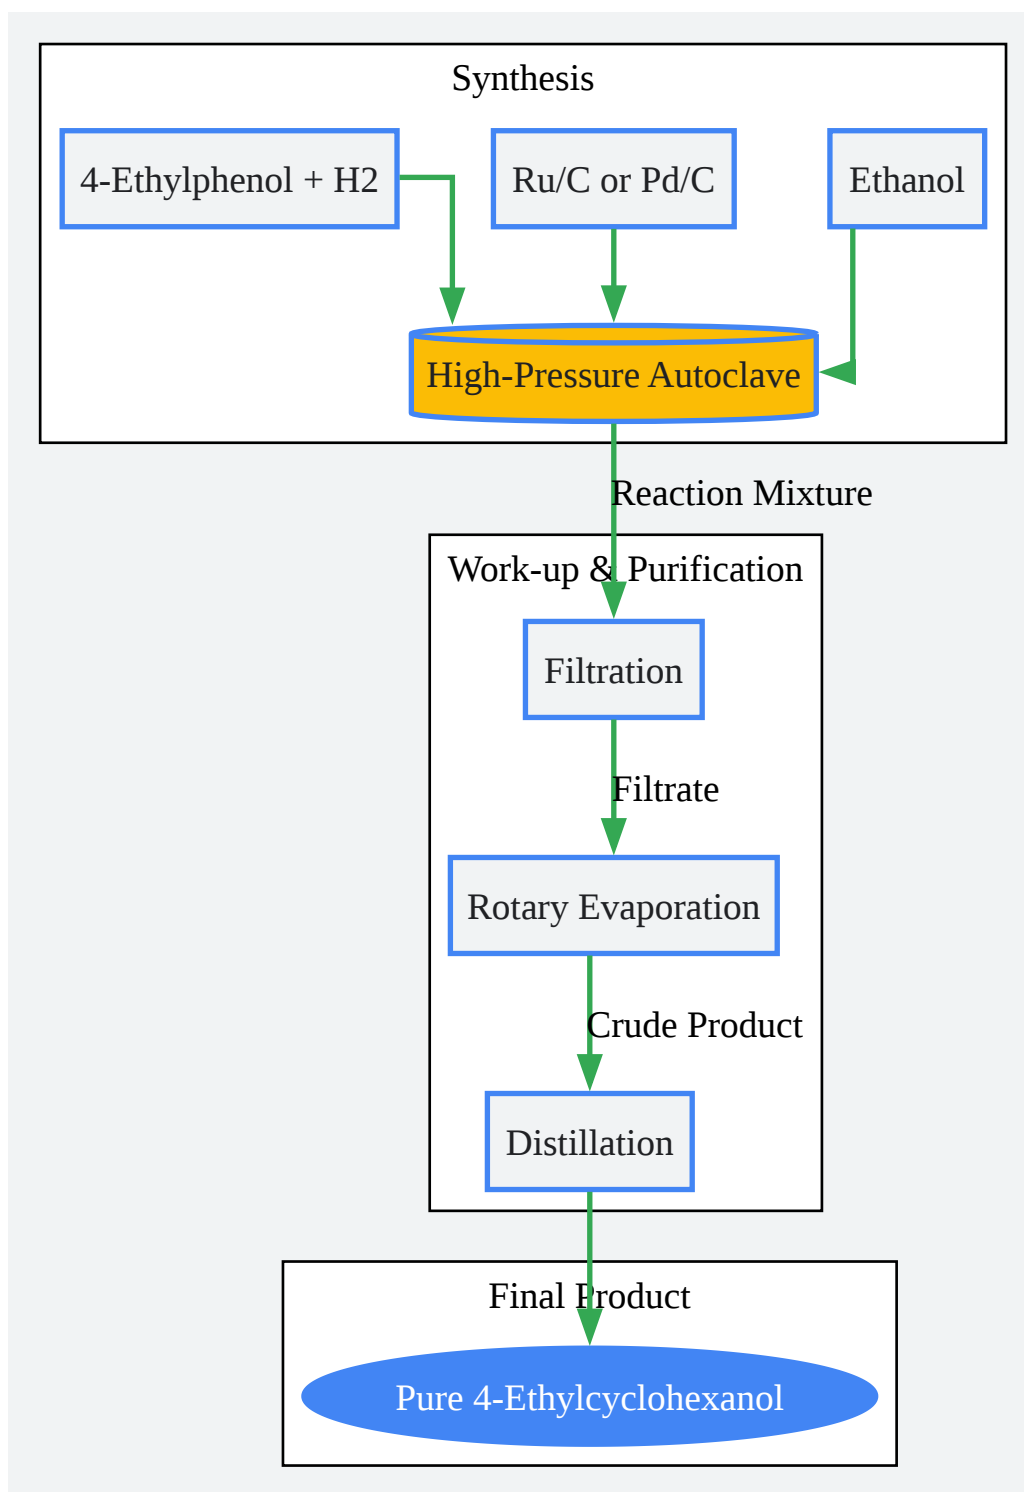 Synthesis
4-Ethylphenol + H2
Ru/C or Pd/C
Ethanol
High-Pressure Autoclave
Reaction Mixture
Work-up & Purification
Filtration
Filtrate
Rotary Evaporation
Crude Product
Distillation
Final Product
Pure 4-Ethylcyclohexanol